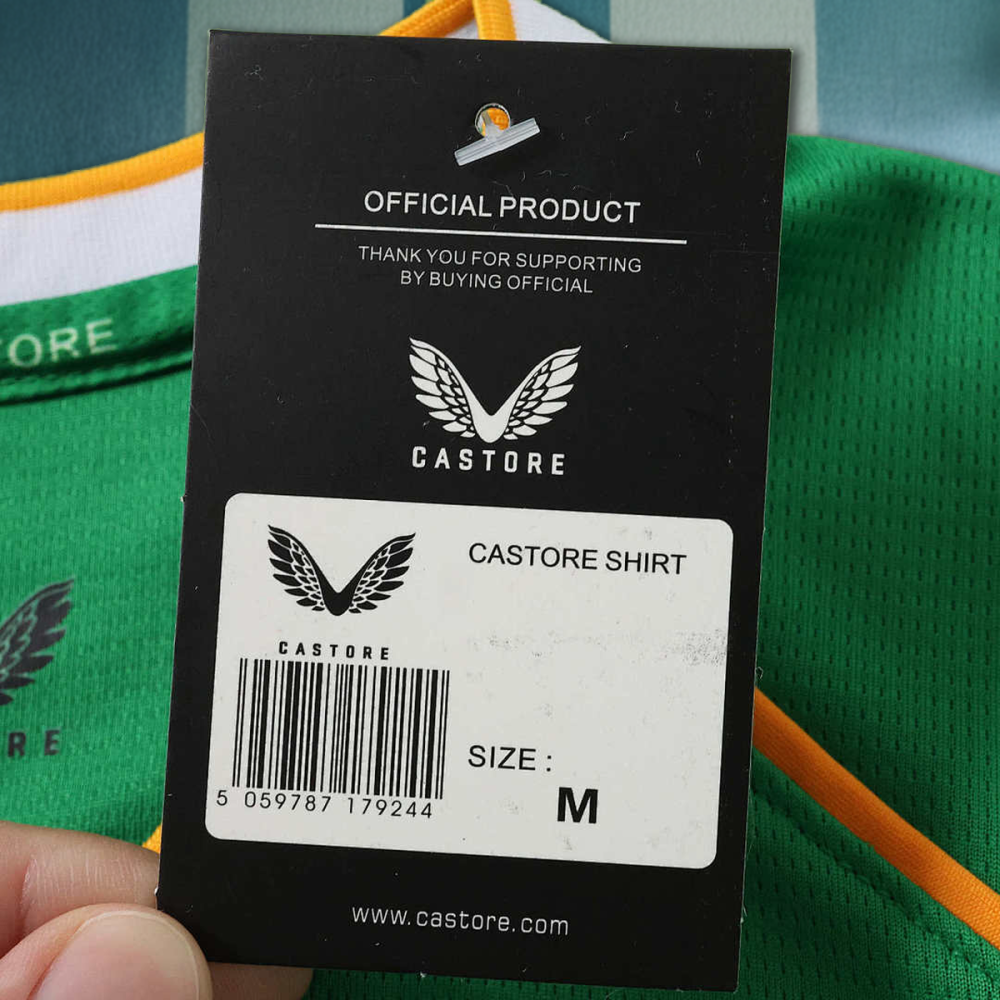 OFFICIAL PRODUCT
THANK YOU FOR SUPPORTING
BY BUYING OFFICIAL
CASTORE
CASTORE SHIRT
CASTORE
5 059787 179244
SIZE :
M
www.castore.com
TORE
RE